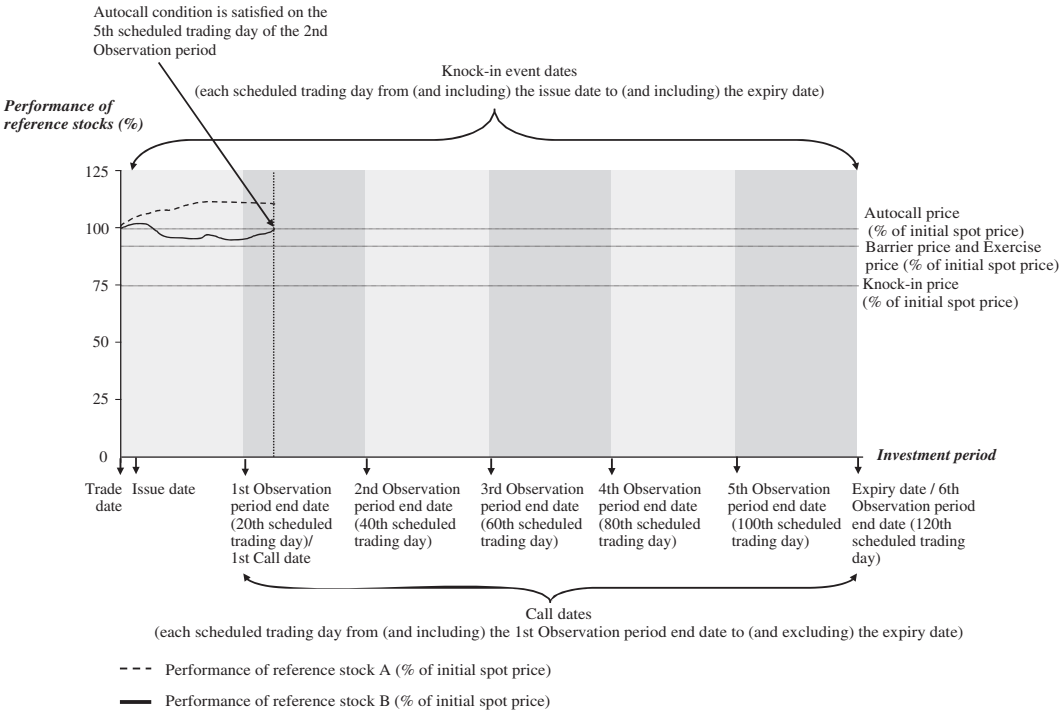 Autocall condition is satisfied on the
5th scheduled trading day of the 2nd
Observation period
Knock-in event dates
(each scheduled trading day from (and including) the issue date to (and including) the expiry date)
Performance of
reference stocks (%)
125
100
75
50
25
0
Autocall price
(% of initial spot price)
Barrier price and Exercise
price (% of initial spot price)
Knock-in price
(% of initial spot price)
Investment period
Trade
date
Issue date
1st Observation
period end date
(20th scheduled
trading day)/
1st Call date
2nd Observation
period end date
(40th scheduled
trading day)
3rd Observation
period end date
(60th scheduled
trading day)
4th Observation
period end date
(80th scheduled
trading day)
5th Observation
period end date
(100th scheduled
trading day)
Expiry date / 6th
Observation period
end date (120th
scheduled trading
day)
Call dates
(each scheduled trading day from (and including) the 1st Observation period end date to (and excluding) the expiry date)
Performance of reference stock A (% of initial spot price)
Performance of reference stock B (% of initial spot price)